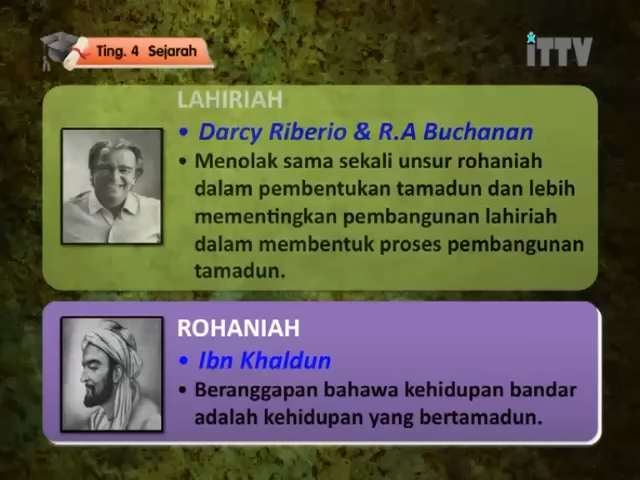 Ting. 4 Sejarah
iTTV
LAHIRIAH
• Darcy Riberio & R.A Buchanan
• Menolak sama sekali unsur rohaniah
dalam pembentukan tamadun dan lebih
mementingkan pembangunan lahiriah
dalam membentuk proses pembangunan
tamadun.
ROHANIAH
• Ibn Khaldun
• Beranggapan bahawa kehidupan bandar
adalah kehidupan yang bertamadun.